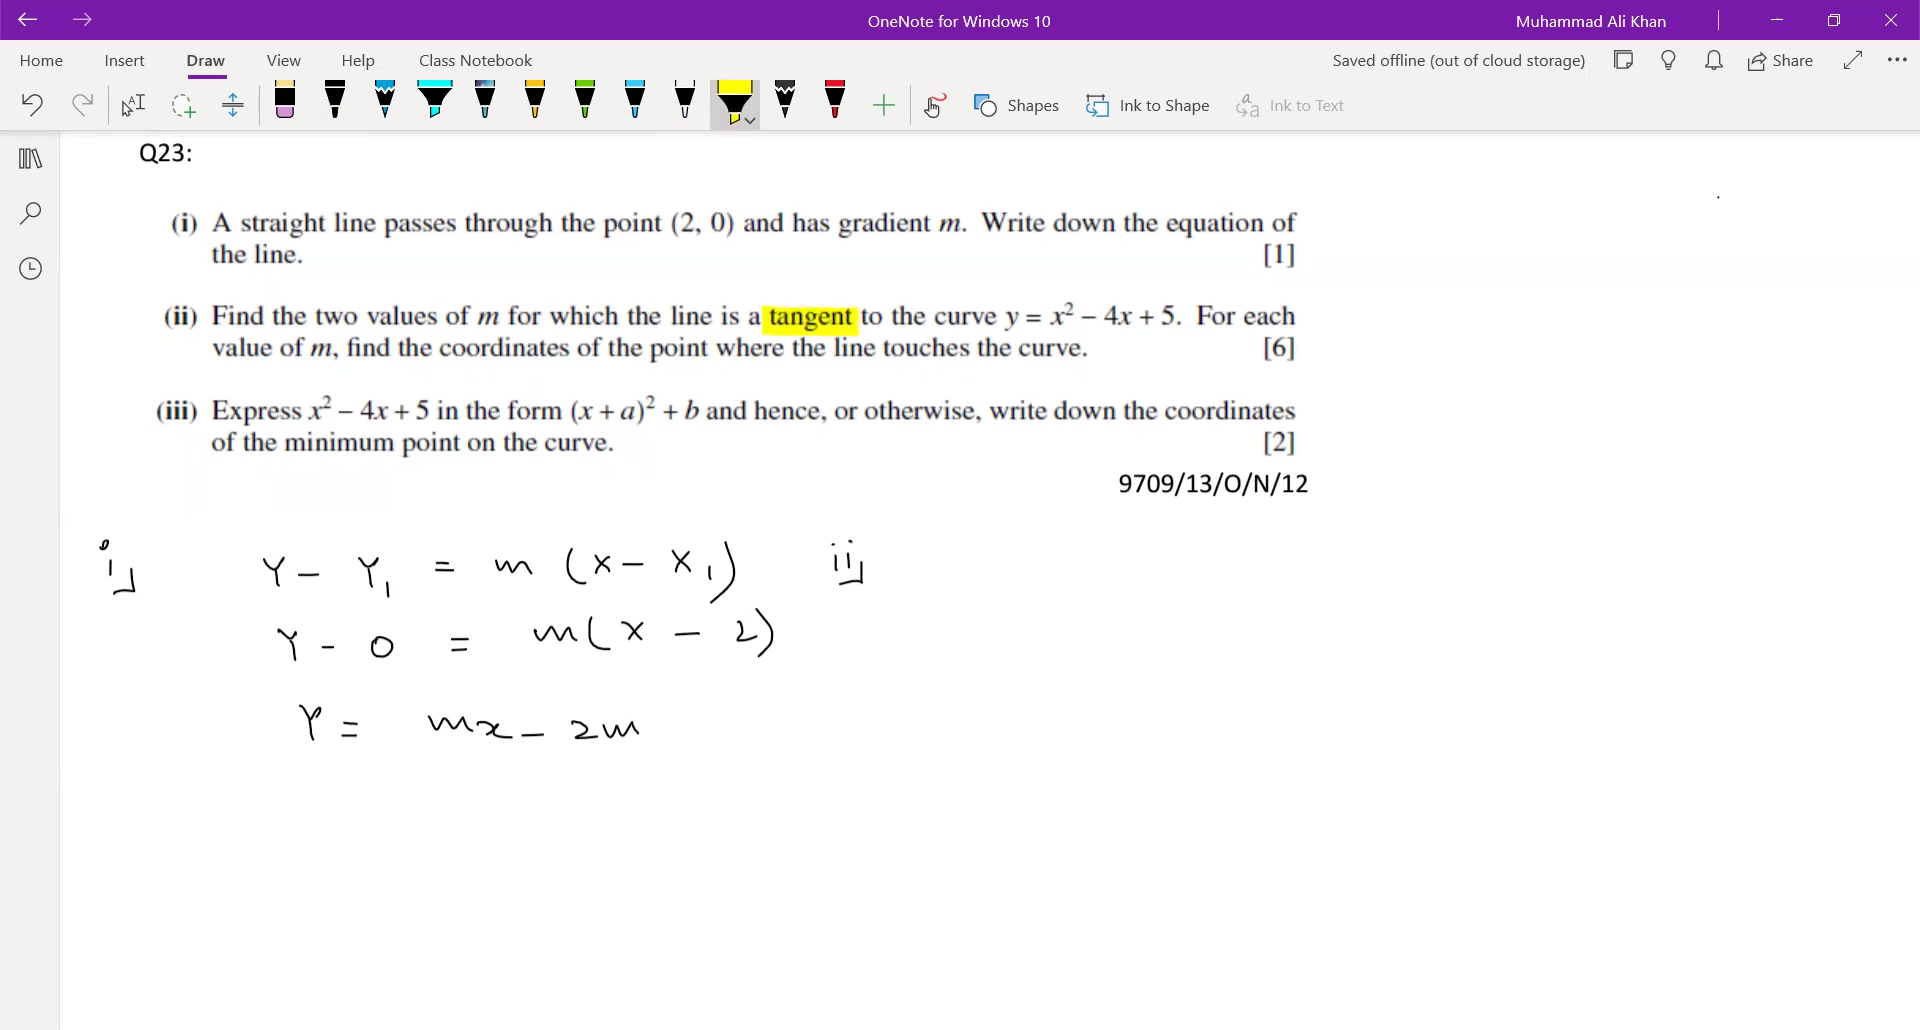 OneNote for Windows 10
Muhammad Ali Khan
Home Insert Draw View Help Class Notebook
Saved offline (out of cloud storage)
Share
Shapes
Ink to Shape
Ink to Text
Q23:
(i) A straight line passes through the point (2, 0) and has gradient m. Write down the equation of
the line. [1]
(ii) Find the two values of m for which the line is a tangent to the curve y = x² – 4x + 5. For each
value of m, find the coordinates of the point where the line touches the curve. [6]
(iii) Express x² – 4x + 5 in the form (x + a)² + b and hence, or otherwise, write down the coordinates
of the minimum point on the curve. [2]
9709/13/O/N/12
i
Y - Y₁ = m (x - x₁)
ii
Y - 0 = m(x - 2)
Y = mx - 2m